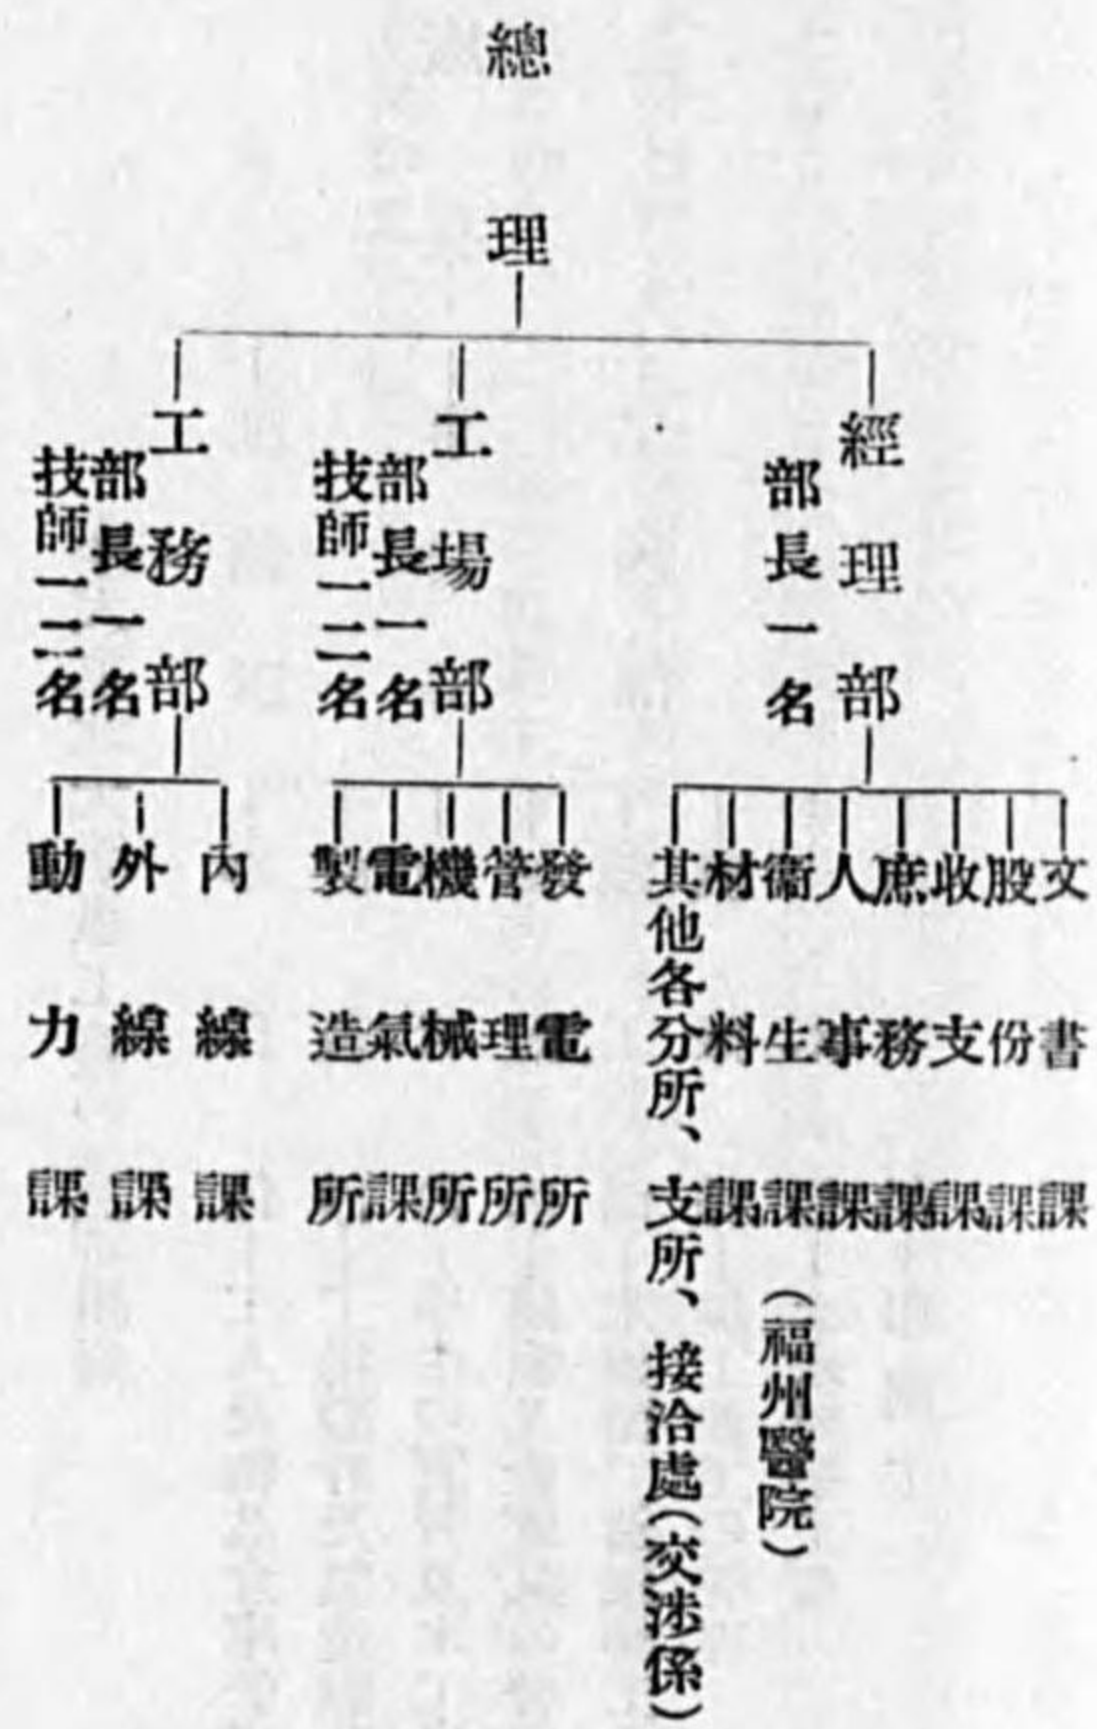 總理
經理部
部長一名
文書課
股份課
收支課
庶務課
人事課
衞生課（福州醫院）
材料課
其他各分所、支所、接洽處（交涉係）
工場部
部長一名
技師一二名
發電所
管理所
機械所
電氣課
製造所
工務部
部長一名
技師一二名
內線課
外線課
動力課